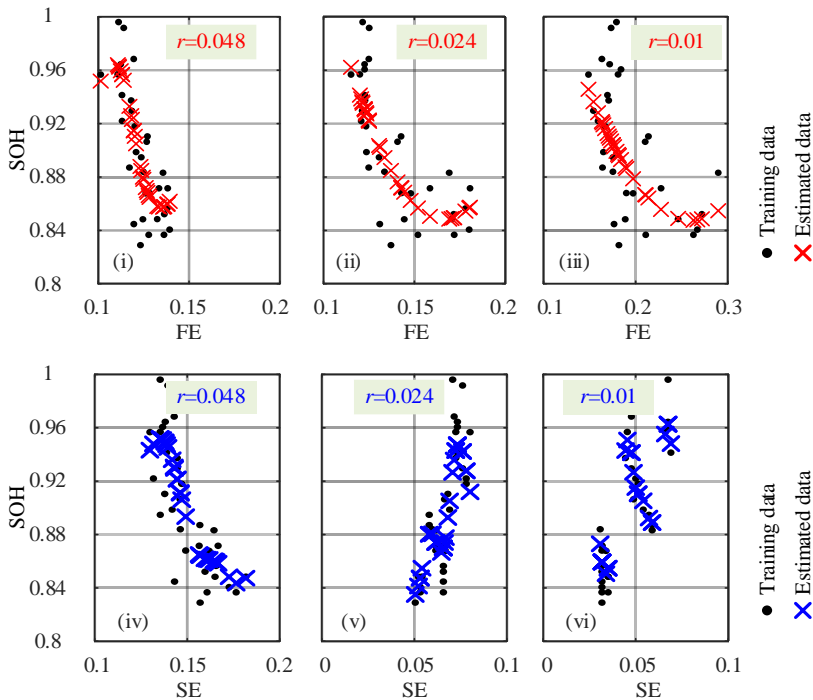 1
0.96
0.92
0.88
0.84
0.8
SOH
r=0.048
(i)
0.1 0.15 0.2
FE
r=0.024
(ii)
0.1 0.15 0.2
FE
r=0.01
(iii)
0.1 0.2 0.3
FE
Training data
Estimated data
1
0.96
0.92
0.88
0.84
0.8
SOH
r=0.048
(iv)
0.1 0.15 0.2
SE
r=0.024
(v)
0 0.05 0.1
SE
r=0.01
(vi)
0 0.05 0.1
SE
Training data
Estimated data